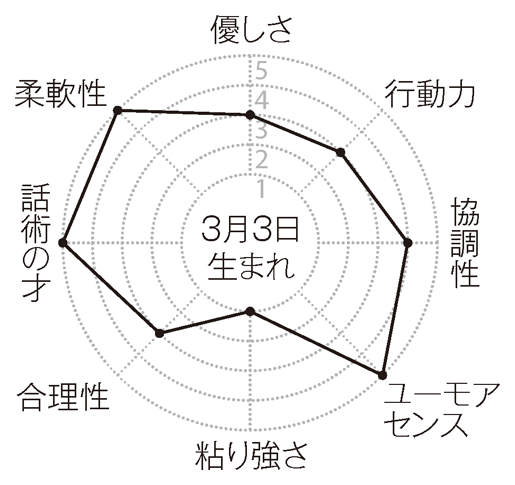 優しさ
行動力
協調性
ユーモア
センス
粘り強さ
合理性
話術の才
柔軟性
5
4
3
2
1
3月3日
生まれ